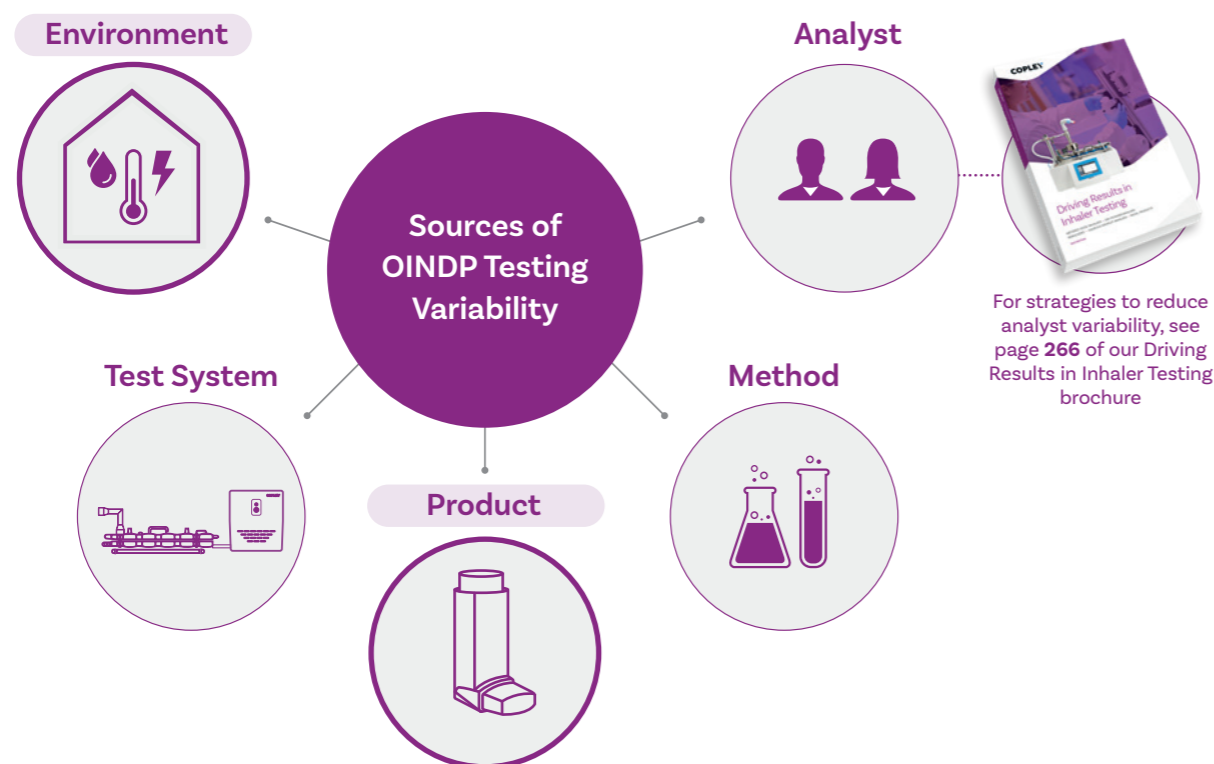 Environment
Analyst
COPLEY
Driving Results in
Inhaler Testing
Sources of
OINDP Testing
Variability
For strategies to reduce
analyst variability, see
page 266 of our Driving
Results in Inhaler Testing
brochure
Test System
Method
Product